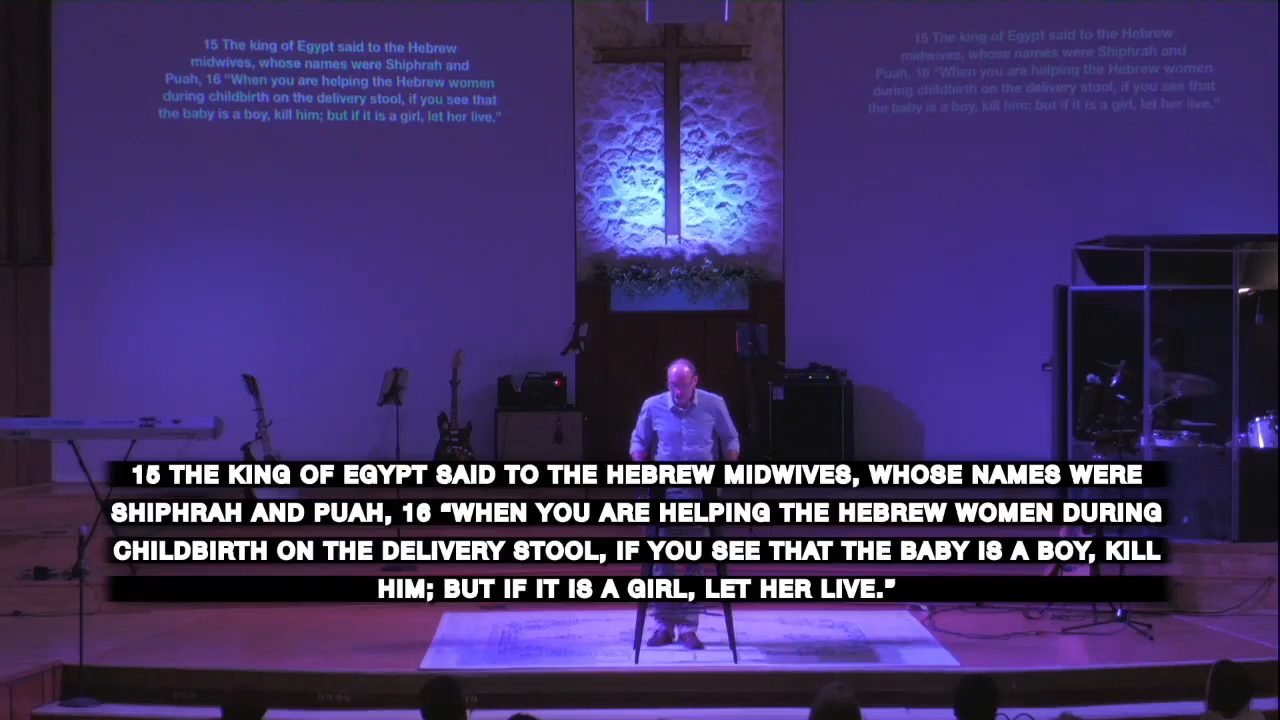 15 The king of Egypt said to the Hebrew
midwives, whose names were Shiphrah and
Puah, 16 “When you are helping the Hebrew women
during childbirth on the delivery stool, if you see that
the baby is a boy, kill him; but if it is a girl, let her live.”
15 The king of Egypt said to the Hebrew
midwives, whose names were Shiphrah and
Puah, 16 “When you are helping the Hebrew women
during childbirth on the delivery stool, if you see that
the baby is a boy, kill him; but if it is a girl, let her live.”
15 THE KING OF EGYPT SAID TO THE HEBREW MIDWIVES, WHOSE NAMES WERE
SHIPHRAH AND PUAH, 16 “WHEN YOU ARE HELPING THE HEBREW WOMEN DURING
CHILDBIRTH ON THE DELIVERY STOOL, IF YOU SEE THAT THE BABY IS A BOY, KILL
HIM; BUT IF IT IS A GIRL, LET HER LIVE.”